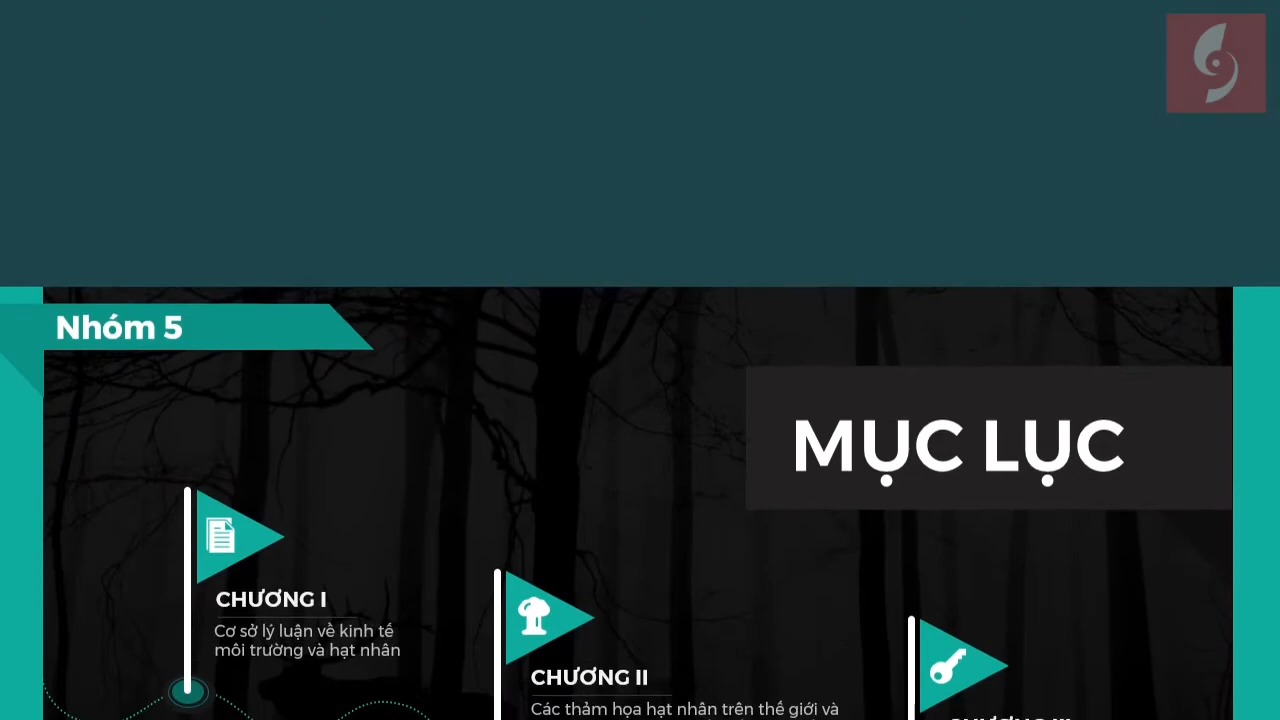 Nhóm 5
MỤC LỤC
CHƯƠNG I
Cơ sở lý luận về kinh tế
môi trường và hạt nhân
CHƯƠNG II
Các thảm họa hạt nhân trên thế giới và